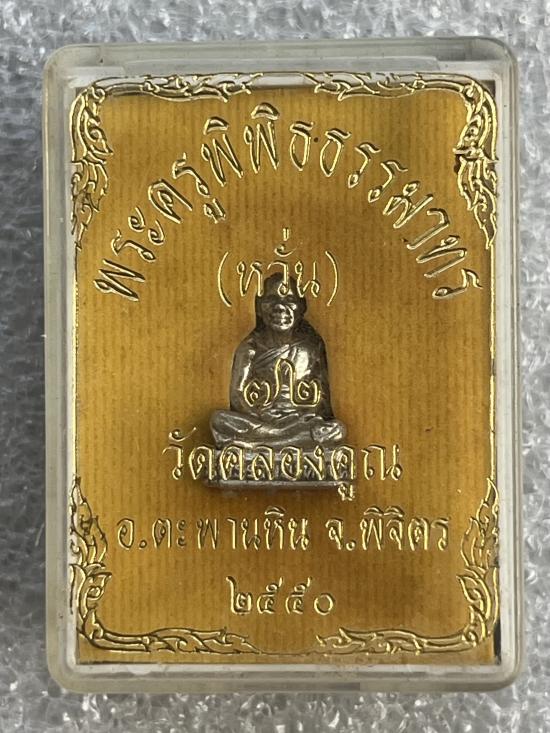 พระครูพิพิธธรรมาทร
(หวั่น)
๗๒
วัดคลองคูณ
อ.ตะพานหิน จ.พิจิตร
๒๕๕๐